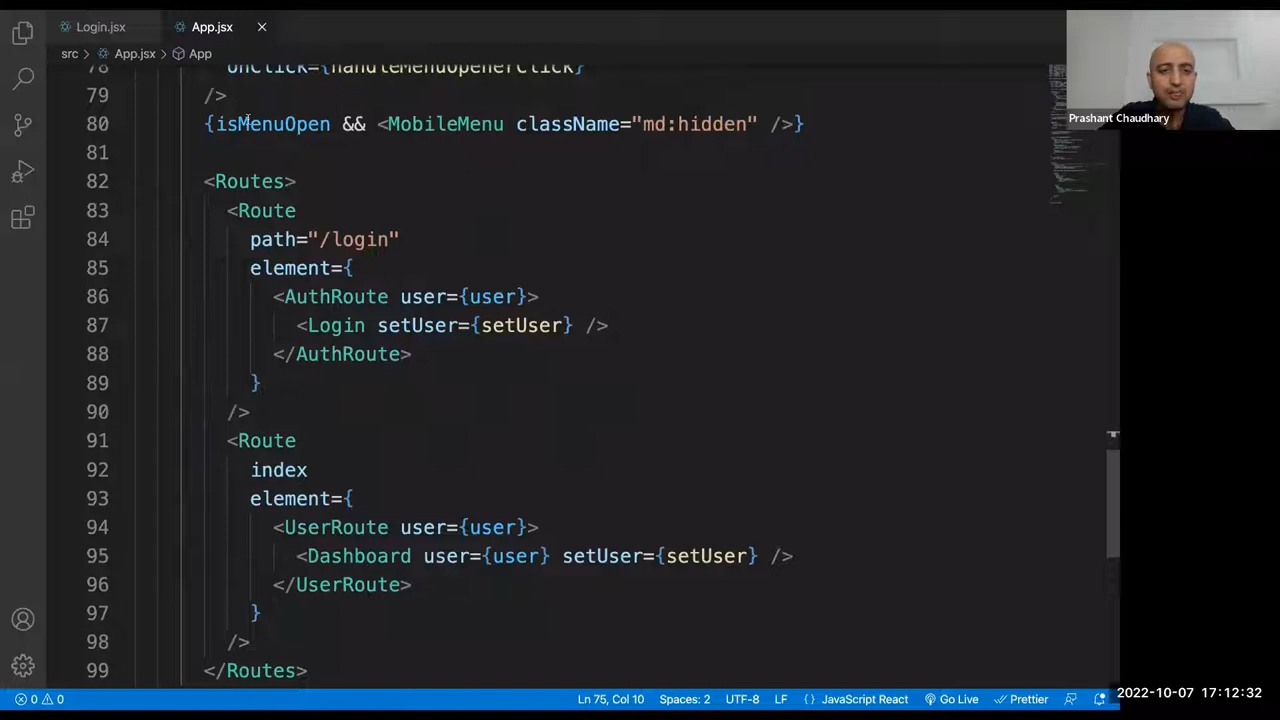 Login.jsx
App.jsx
src
App.jsx
App
78
onClick={handleMenuOpenerClick}
79 />
80 {isMenuOpen && <MobileMenu className="md:hidden" />}
81
82 <Routes>
83 <Route
84 path="/login"
85 element={
86 <AuthRoute user={user}>
87 <Login setUser={setUser} />
88 </AuthRoute>
89 }
90 />
91 <Route
92 index
93 element={
94 <UserRoute user={user}>
95 <Dashboard user={user} setUser={setUser} />
96 </UserRoute>
97 }
98 />
99 </Routes>
Prashant Chaudhary
0 0 Ln 75, Col 10 Spaces: 2 UTF-8 LF {} JavaScript React Go Live Prettier
2022-10-07 17:12:32